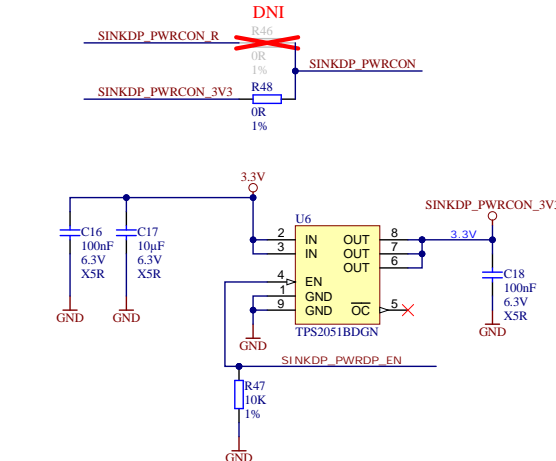 DNI
R46
SINKDP_PWRCON_R
0R
1%
SINKDP_PWRCON
R48
SINKDP_PWRCON_3V3
0R
1%
3.3V
SINKDP_PWRCON_3V3
U6
C16
100nF
6.3V
X5R
C17
10µF
6.3V
X5R
2 IN OUT 8
3 IN OUT 7
OUT 6
4 EN
1 GND
9 GND OC 5
TPS2051BDGN
3.3V
C18
100nF
6.3V
X5R
GND
GND
GND
GND
SINKDP_PWRDP_EN
R47
10K
1%
GND